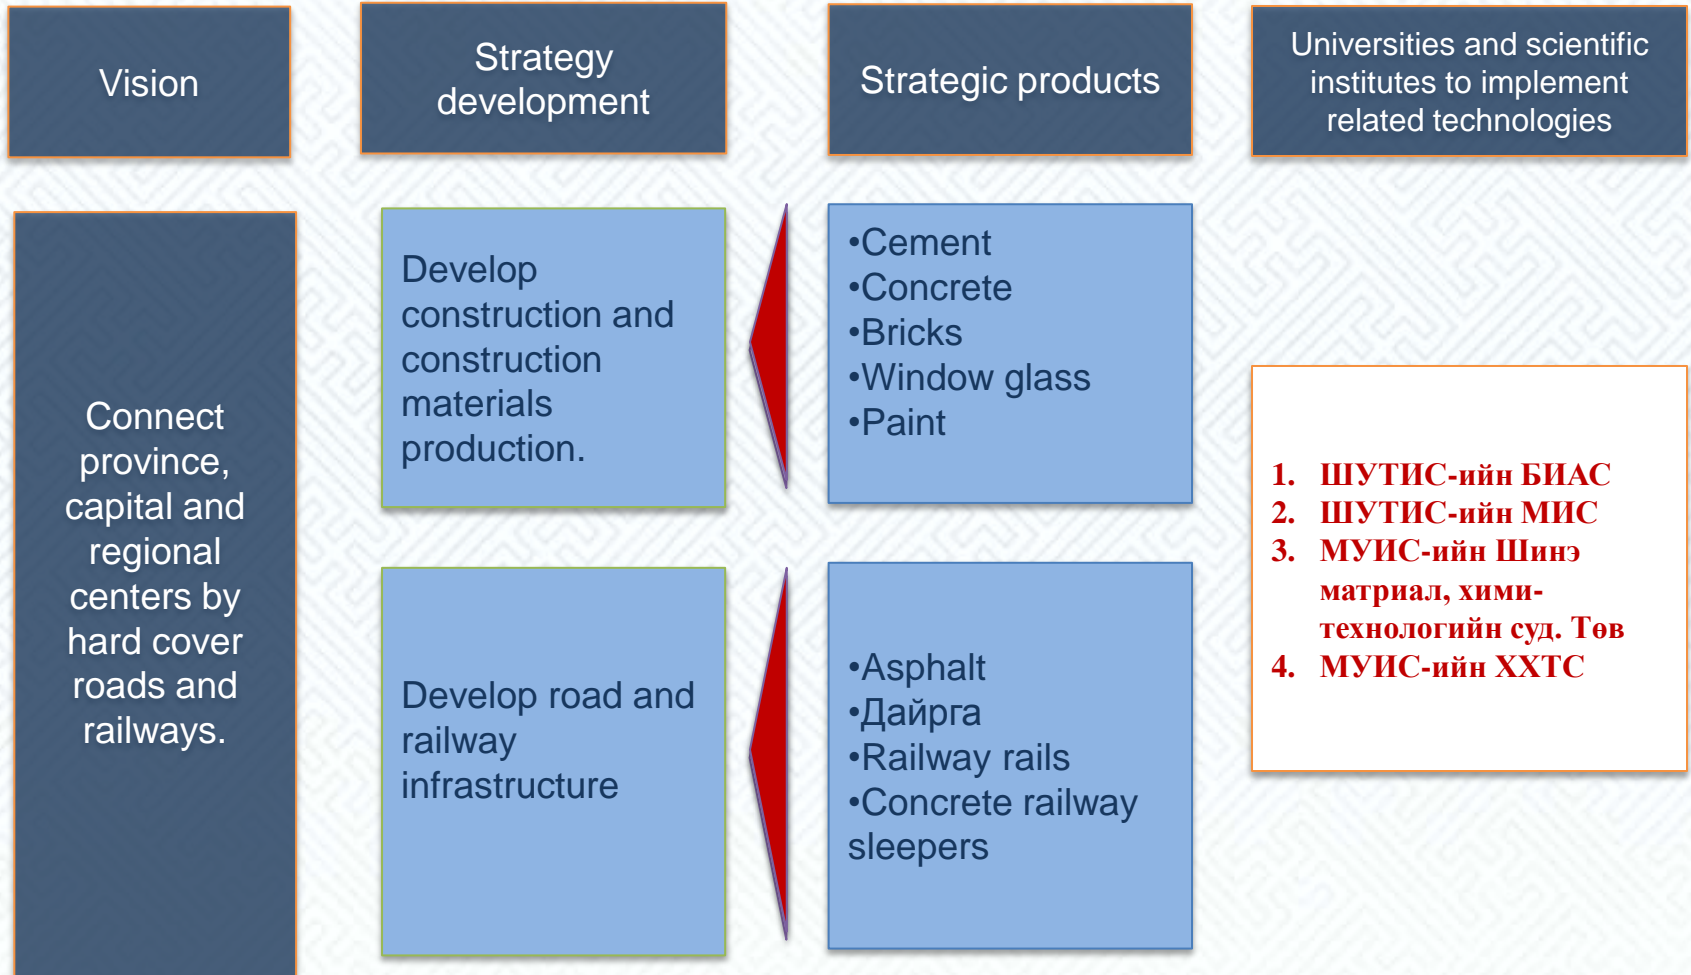 Vision
Strategy
development
Strategic products
Universities and scientific
institutes to implement
related technologies
Connect
province,
capital and
regional
centers by
hard cover
roads and
railways.
Develop
construction and
construction
materials
production.
•Cement
•Concrete
•Bricks
•Window glass
•Paint
Develop road and
railway
infrastructure
•Asphalt
•Дайрга
•Railway rails
•Concrete railway
sleepers
1. ШУТИС-ийн БИАС
2. ШУТИС-ийн МИС
3. МУИС-ийн Шинэ
матриал, хими-
технологийн суд. Төв
4. МУИС-ийн ХХТС